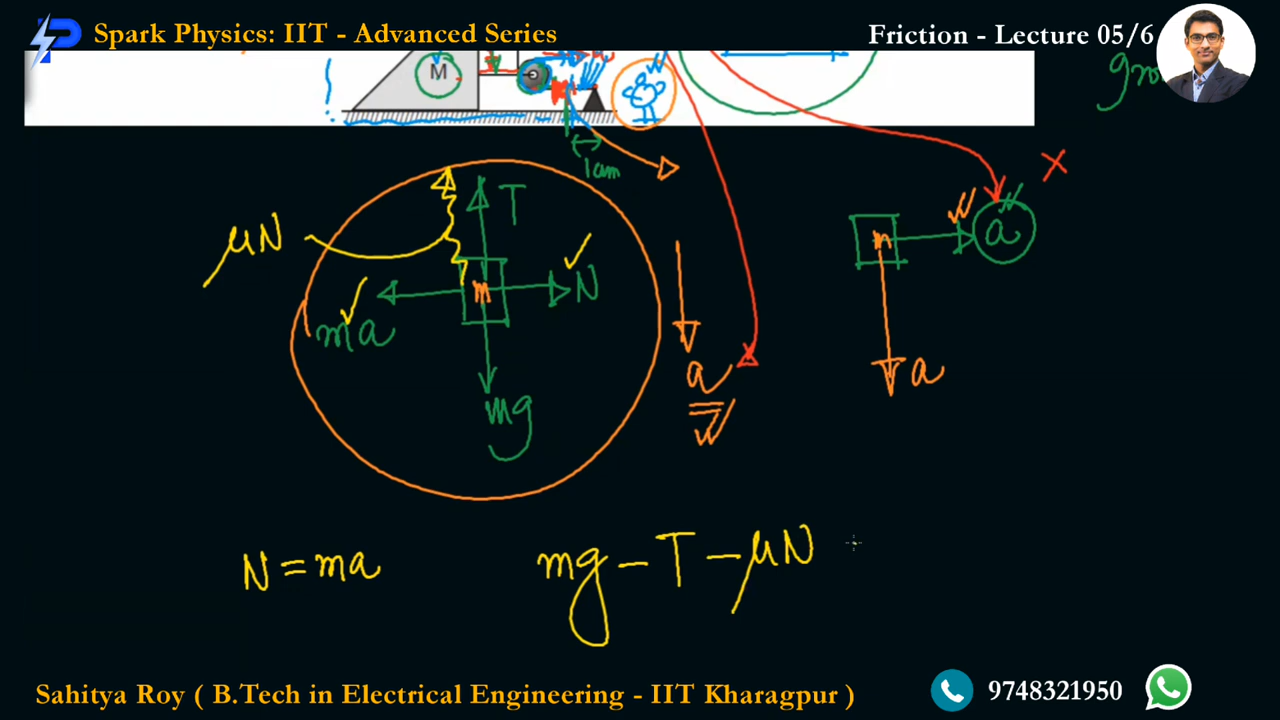 Spark Physics: IIT - Advanced Series
Friction - Lecture 05/6
M
1cm
T
μN
m
N
ma
mg
a
m
a
a
N = ma
mg - T - μN
Sahitya Roy ( B.Tech in Electrical Engineering - IIT Kharagpur )
9748321950